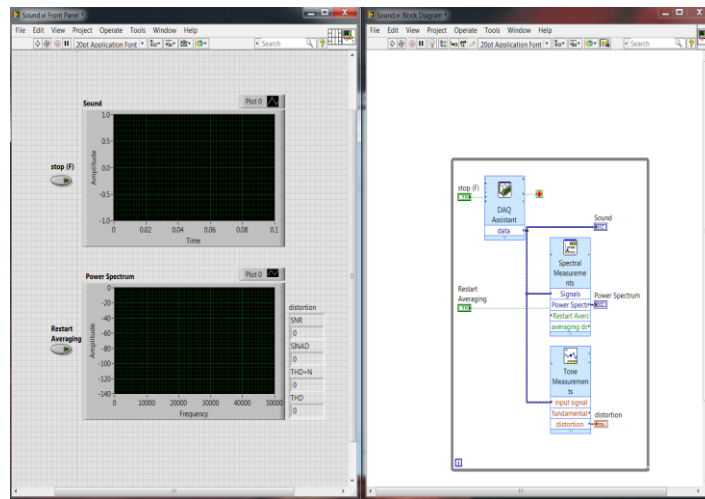 Sound.vi Front Panel *
File Edit View Project Operate Tools Window Help
20pt Application Font
Search
Plot 0
Sound
1.0
0.5
0.0
-0.5
-1.0
Amplitude
0 0.02 0.04 0.06 0.08 0.1
Time
stop (F)
Plot 0
Power Spectrum
0
-20
-40
-60
-80
-100
-120
-140
Amplitude
0 10000 20000 30000 40000 50000
Frequency
Restart
Averaging
distortion
SNR
0
SINAD
0
THD+N
0
THD
0
Sound.vi Block Diagram *
File Edit View Project Operate Tools Window Help
20pt Application Font
Search
stop (F)
TF
DAQ
Assistant
data
Sound
Spectral
Measureme
nts
Signals
Power Spectr
Restart Avera
averaging do
Restart
Averaging
TF
Power Spectrum
Tone
Measuremen
ts
input signal
fundamental
distortion
distortion
i